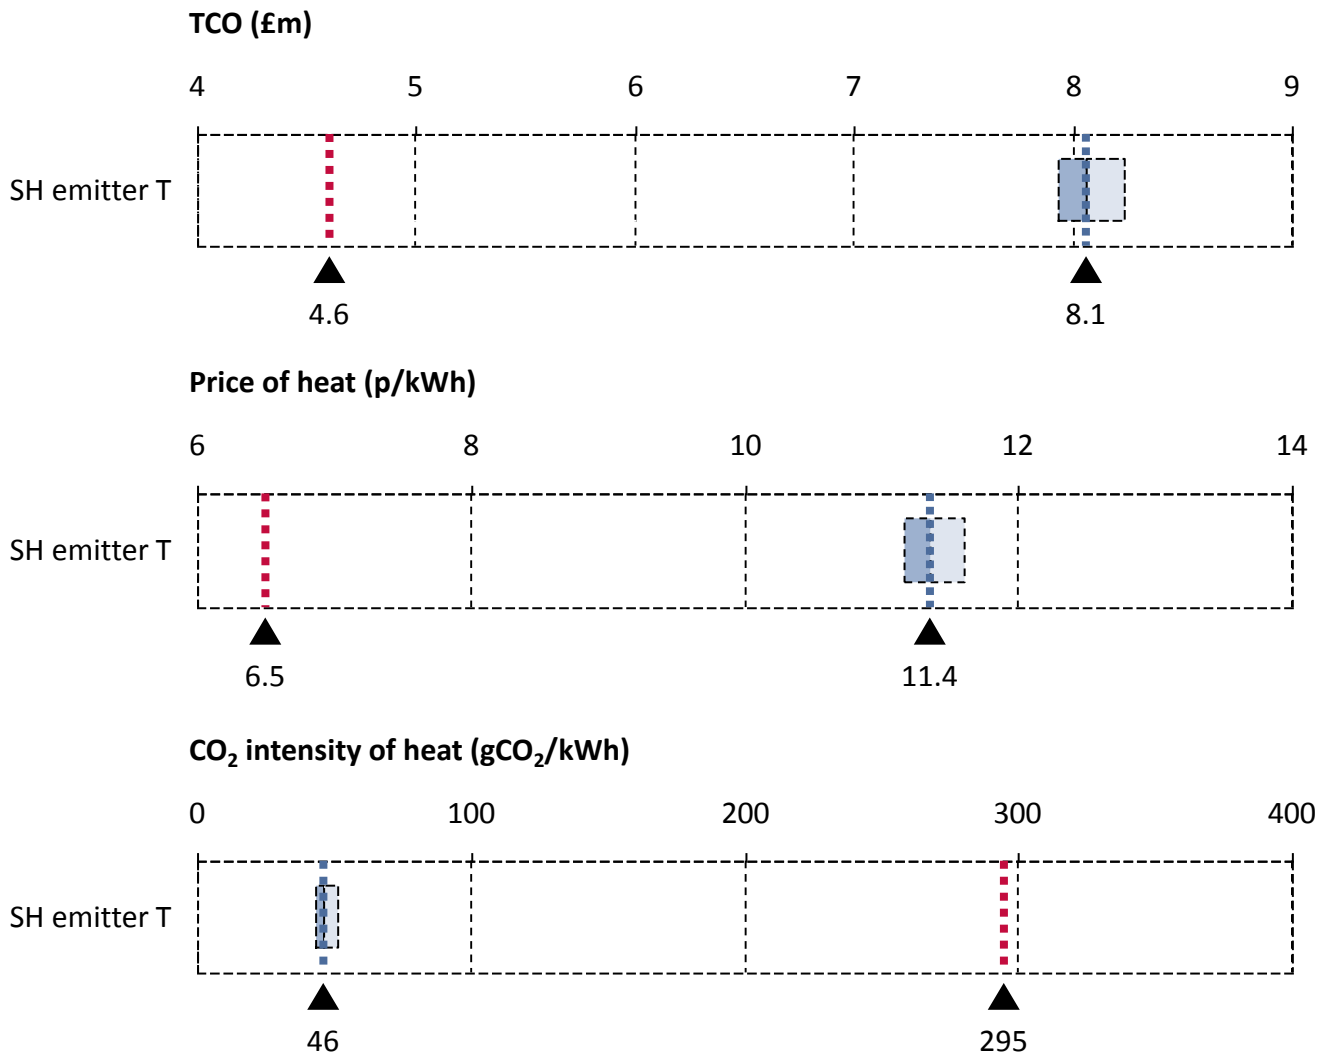 TCO (£m)
4 5 6 7 8 9
SH emitter T
4.6 8.1
Price of heat (p/kWh)
6 8 10 12 14
SH emitter T
6.5 11.4
CO₂ intensity of heat (gCO₂/kWh)
0 100 200 300 400
SH emitter T
46 295